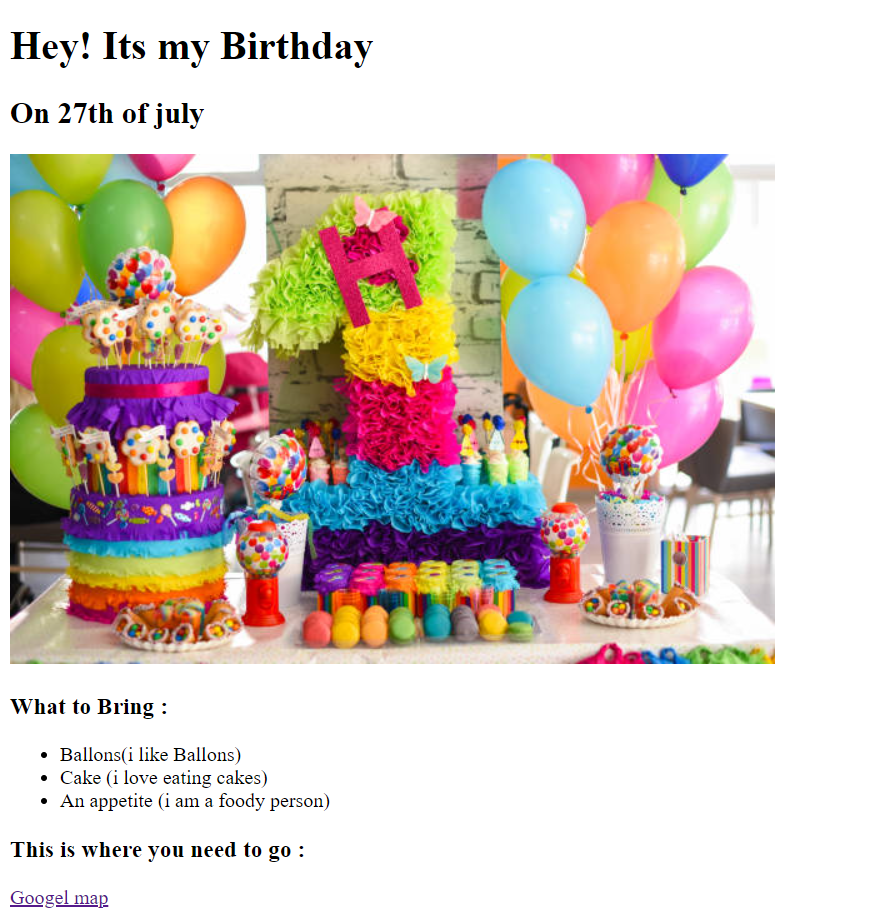 Hey! Its my Birthday
On 27th of july
H
What to Bring :
Ballons(i like Ballons)
Cake (i love eating cakes)
An appetite (i am a foody person)
This is where you need to go :
Googel map